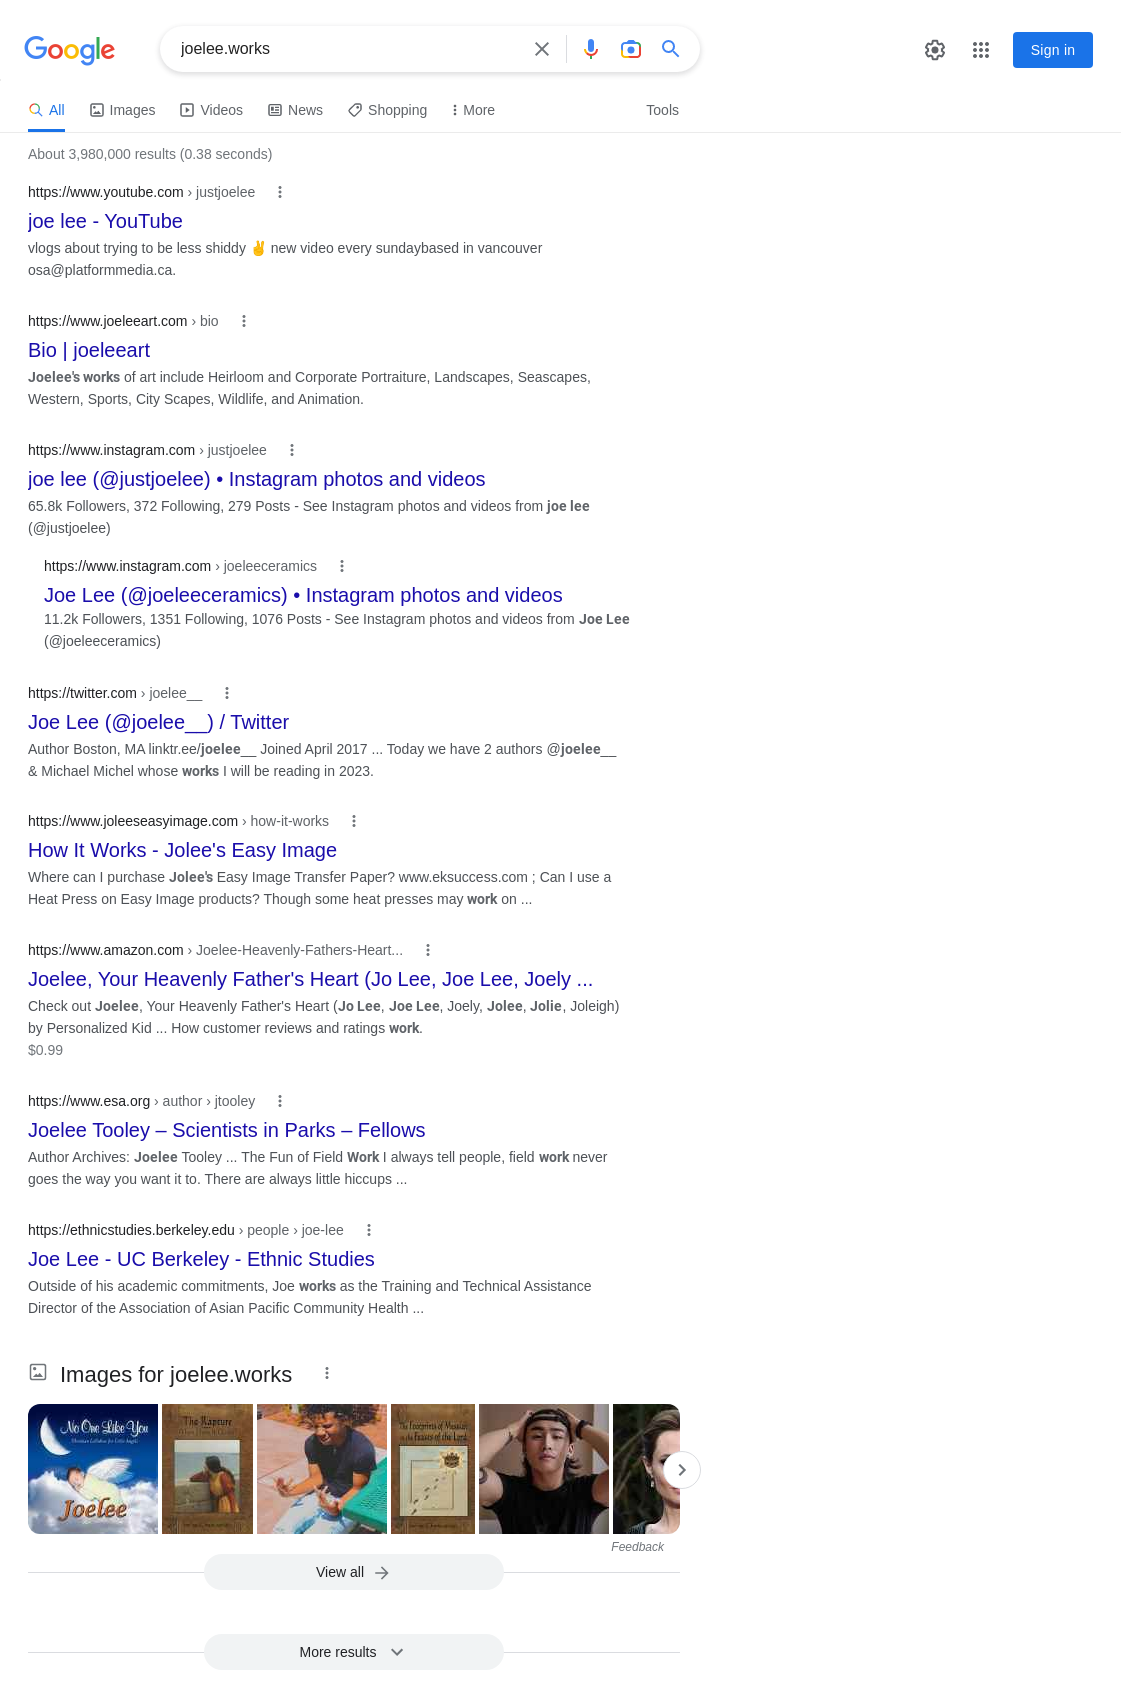 Google
joelee.works
Sign in
All
Images
Videos
News
Shopping
More
Tools
About 3,980,000 results (0.38 seconds)
https://www.youtube.com › justjoelee
joe lee - YouTube
vlogs about trying to be less shiddy ✌️ new video every sundaybased in vancouver
osa@platformmedia.ca.
https://www.joeleeart.com › bio
Bio | joeleeart
Joelee's works of art include Heirloom and Corporate Portraiture, Landscapes, Seascapes,
Western, Sports, City Scapes, Wildlife, and Animation.
https://www.instagram.com › justjoelee
joe lee (@justjoelee) • Instagram photos and videos
65.8k Followers, 372 Following, 279 Posts - See Instagram photos and videos from joe lee
(@justjoelee)
https://www.instagram.com › joeleeceramics
Joe Lee (@joeleeceramics) • Instagram photos and videos
11.2k Followers, 1351 Following, 1076 Posts - See Instagram photos and videos from Joe Lee
(@joeleeceramics)
https://twitter.com › joelee__
Joe Lee (@joelee__) / Twitter
Author Boston, MA linktr.ee/joelee__ Joined April 2017 ... Today we have 2 authors @joelee__
& Michael Michel whose works I will be reading in 2023.
https://www.joleeseasyimage.com › how-it-works
How It Works - Jolee's Easy Image
Where can I purchase Jolee's Easy Image Transfer Paper? www.eksuccess.com ; Can I use a
Heat Press on Easy Image products? Though some heat presses may work on ...
https://www.amazon.com › Joelee-Heavenly-Fathers-Heart...
Joelee, Your Heavenly Father's Heart (Jo Lee, Joe Lee, Joely ...
Check out Joelee, Your Heavenly Father's Heart (Jo Lee, Joe Lee, Joely, Jolee, Jolie, Joleigh)
by Personalized Kid ... How customer reviews and ratings work.
$0.99
https://www.esa.org › author › jtooley
Joelee Tooley – Scientists in Parks – Fellows
Author Archives: Joelee Tooley ... The Fun of Field Work I always tell people, field work never
goes the way you want it to. There are always little hiccups ...
https://ethnicstudies.berkeley.edu › people › joe-lee
Joe Lee - UC Berkeley - Ethnic Studies
Outside of his academic commitments, Joe works as the Training and Technical Assistance
Director of the Association of Asian Pacific Community Health ...
Images for joelee.works
No One Like You
Joelee
The Rapture
The Footprints of Messiah
in the Feasts of the Lord
Feedback
View all
More results